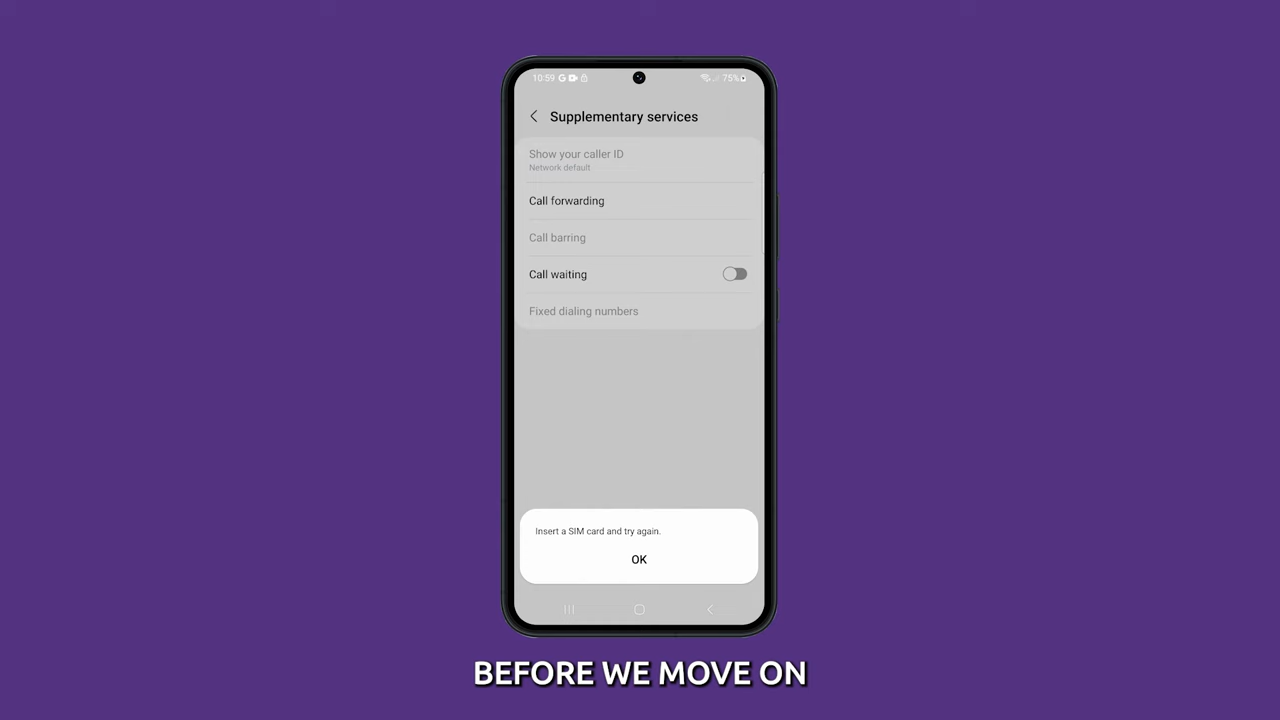 10:59
75%
Supplementary services
Show your caller ID
Network default
Call forwarding
Call barring
Call waiting
Fixed dialing numbers
Insert a SIM card and try again.
OK
BEFORE WE MOVE ON